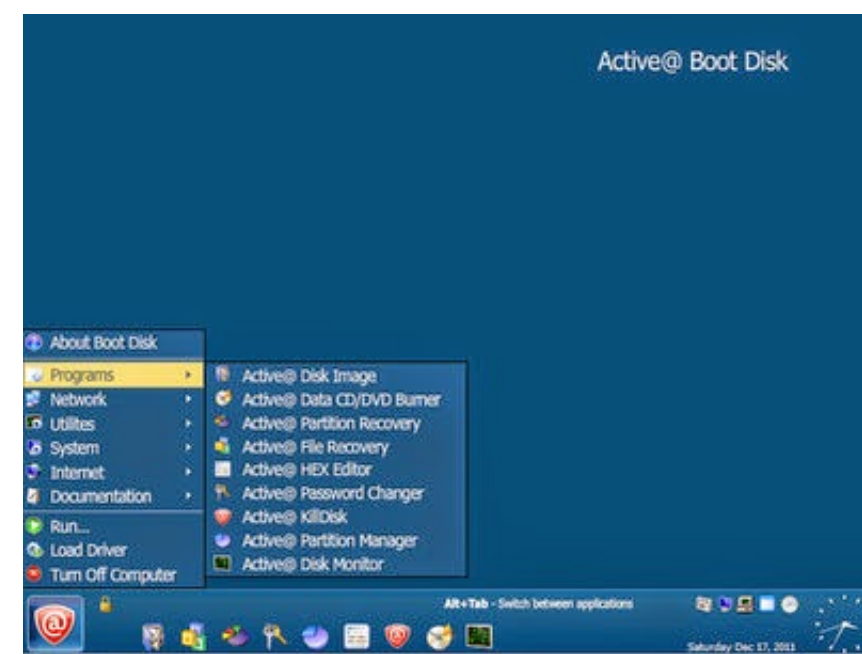 Active@ Boot Disk
About Boot Disk
Programs
Network
Utilites
System
Internet
Documentation
Run...
Load Driver
Turn Off Computer
Active@ Disk Image
Active@ Data CD/DVD Burner
Active@ Partition Recovery
Active@ File Recovery
Active@ HEX Editor
Active@ Password Changer
Active@ KillDisk
Active@ Partition Manager
Active@ Disk Monitor
Alt+Tab - Switch between applications
Saturday Dec 17, 2011